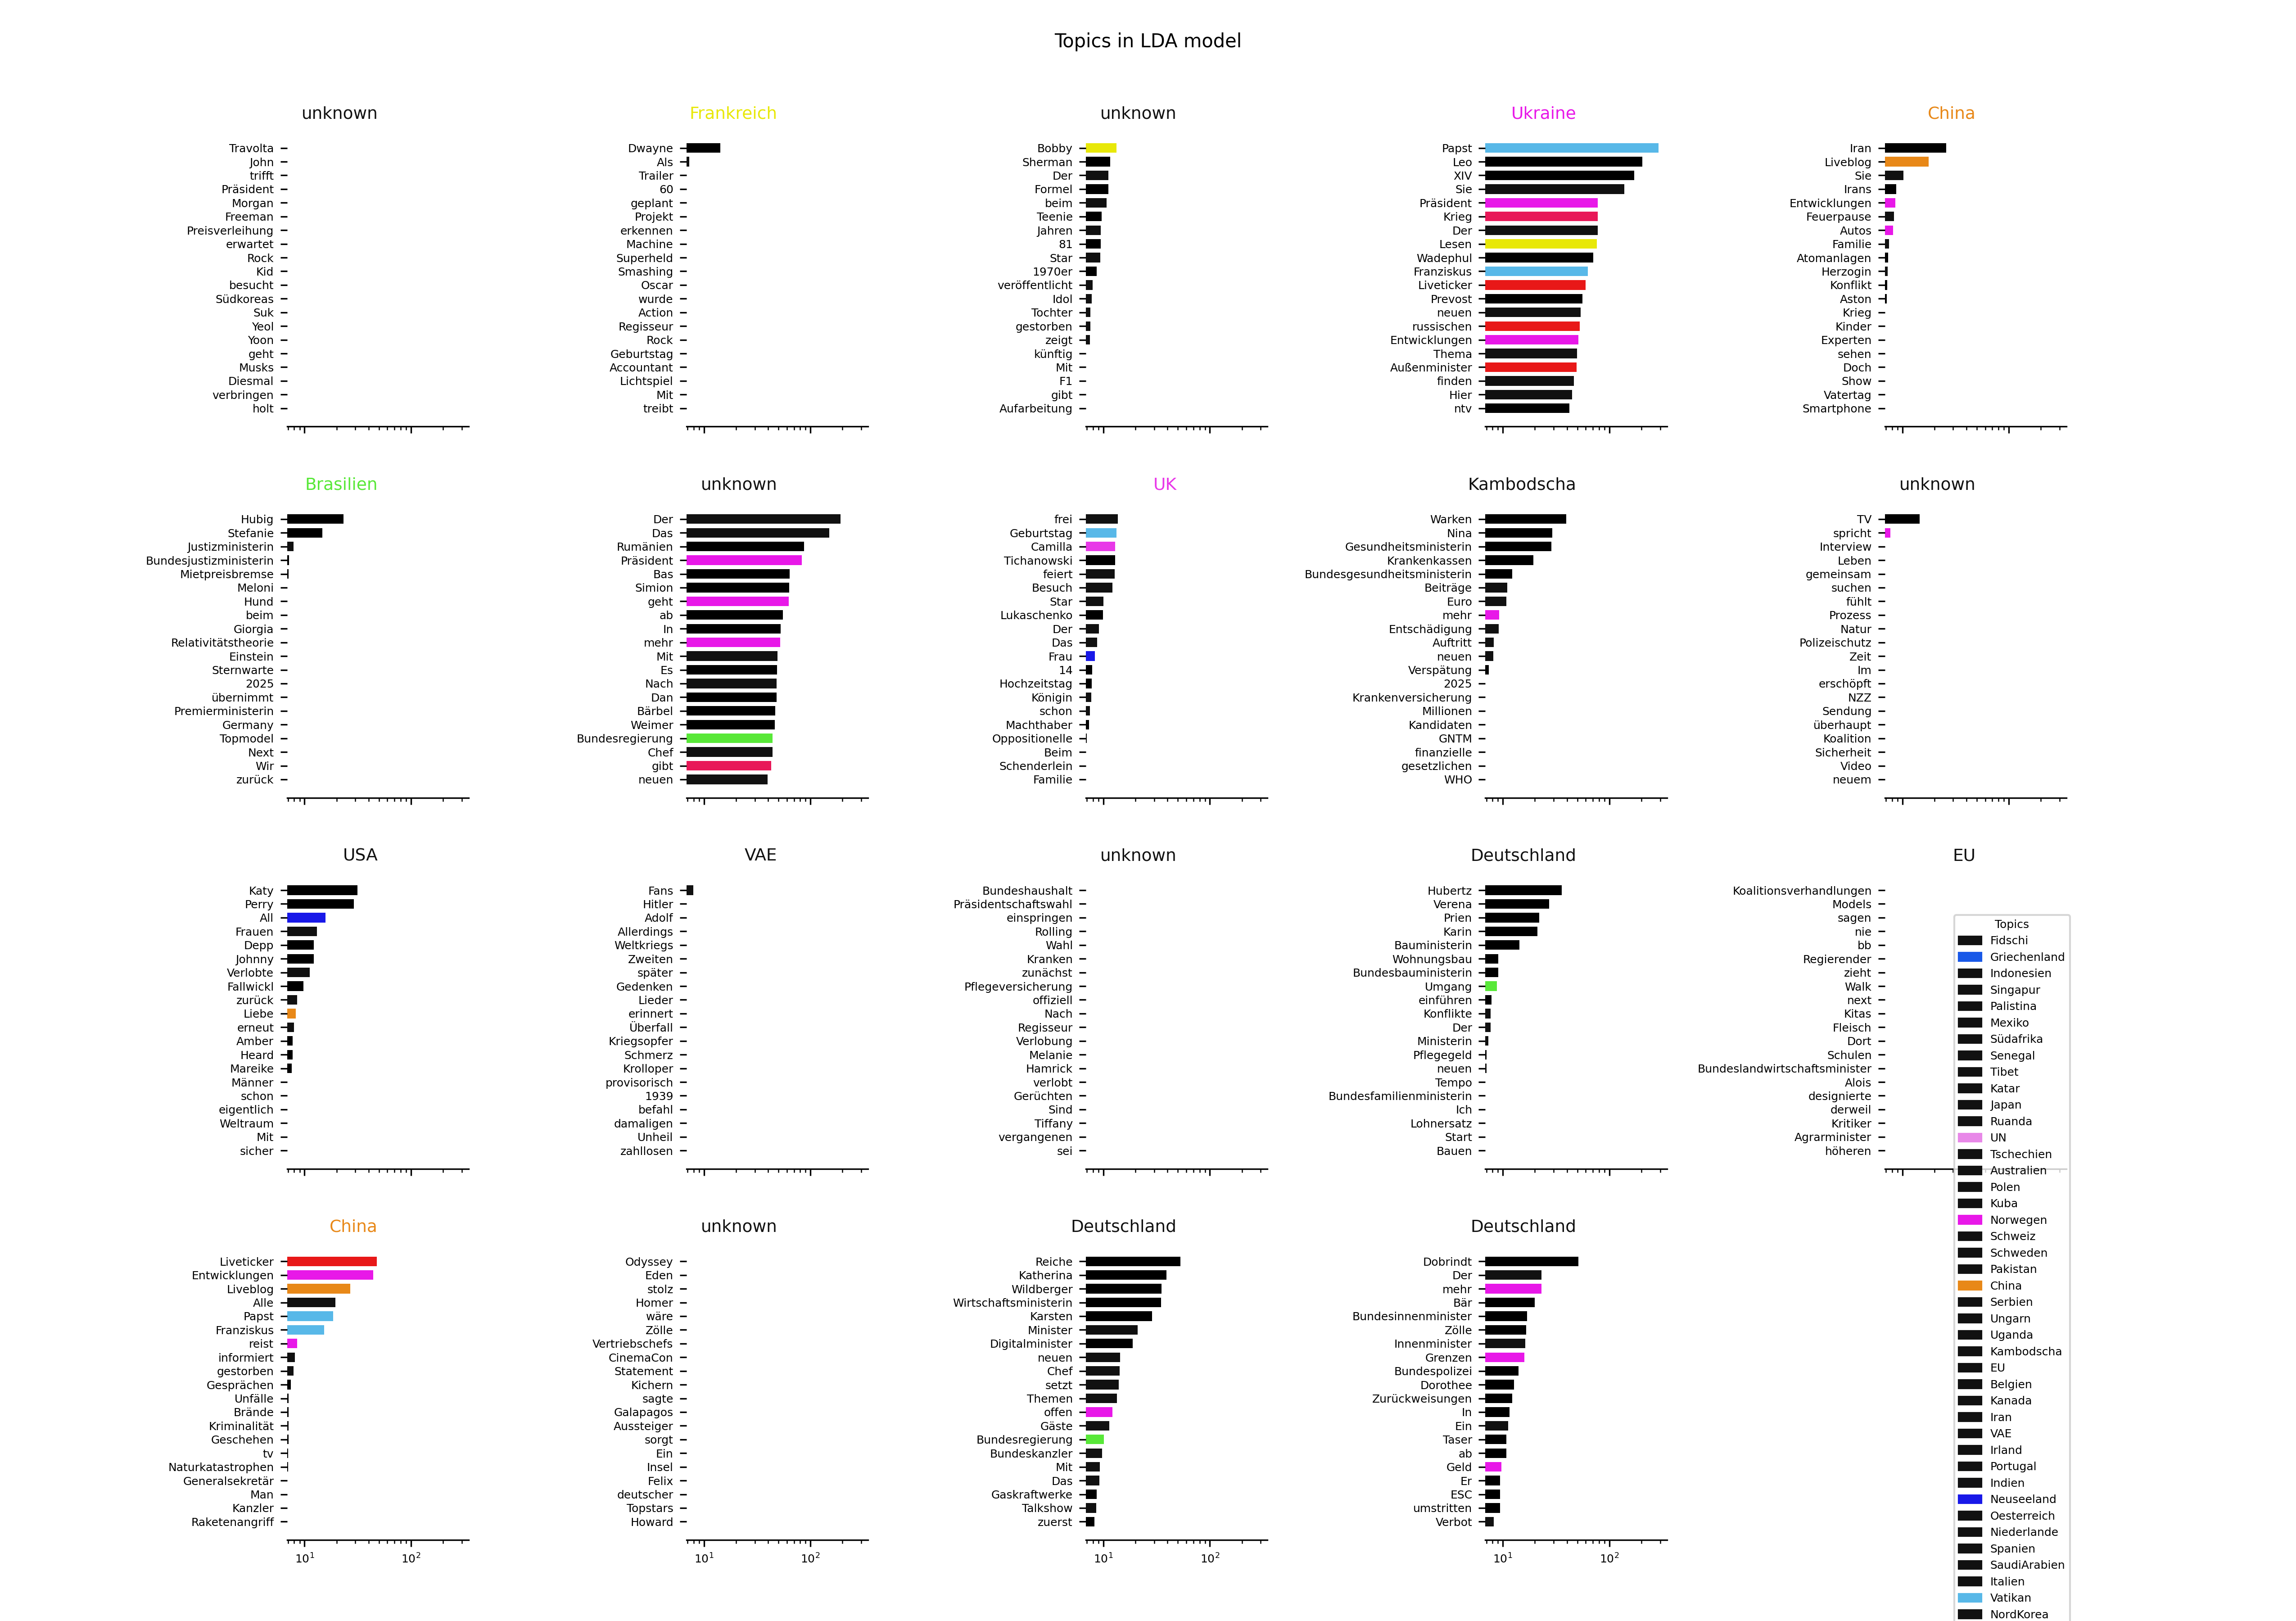 Topics in LDA model
unknown
Travolta
John
trifft
Präsident
Morgan
Freeman
Preisverleihung
erwartet
Rock
Kid
besucht
Südkoreas
Suk
Yeol
Yoon
geht
Musks
Diesmal
verbringen
holt
Frankreich
Dwayne
Als
Trailer
60
geplant
Projekt
erkennen
Machine
Superheld
Smashing
Oscar
wurde
Action
Regisseur
Rock
Geburtstag
Accountant
Lichtspiel
Mit
treibt
unknown
Bobby
Sherman
Der
Formel
beim
Teenie
Jahren
81
Star
1970er
veröffentlicht
Idol
Tochter
gestorben
zeigt
künftig
Mit
F1
gibt
Aufarbeitung
Ukraine
Papst
Leo
XIV
Sie
Präsident
Krieg
Der
Lesen
Wadephul
Franziskus
Liveticker
Prevost
neuen
russischen
Entwicklungen
Thema
Außenminister
finden
Hier
ntv
China
Iran
Liveblog
Sie
Irans
Entwicklungen
Feuerpause
Autos
Familie
Atomanlagen
Herzogin
Konflikt
Aston
Krieg
Kinder
Experten
sehen
Doch
Show
Vatertag
Smartphone
Brasilien
Hubig
Stefanie
Justizministerin
Bundesjustizministerin
Mietpreisbremse
Meloni
Hund
beim
Giorgia
Relativitätstheorie
Einstein
Sternwarte
2025
übernimmt
Premierministerin
Germany
Topmodel
Next
Wir
zurück
unknown
Der
Das
Rumänien
Präsident
Bas
Simion
geht
ab
In
mehr
Mit
Es
Nach
Dan
Bärbel
Weimer
Bundesregierung
Chef
gibt
neuen
UK
frei
Geburtstag
Camilla
Tichanowski
feiert
Besuch
Star
Lukaschenko
Der
Das
Frau
14
Hochzeitstag
Königin
schon
Machthaber
Oppositionelle
Beim
Schenderlein
Familie
Kambodscha
Warken
Nina
Gesundheitsministerin
Krankenkassen
Bundesgesundheitsministerin
Beiträge
Euro
mehr
Entschädigung
Auftritt
neuen
Verspätung
2025
Krankenversicherung
Millionen
Kandidaten
GNTM
finanzielle
gesetzlichen
WHO
unknown
TV
spricht
Interview
Leben
gemeinsam
suchen
fühlt
Prozess
Natur
Polizeischutz
Zeit
Im
erschöpft
NZZ
Sendung
überhaupt
Koalition
Sicherheit
Video
neuem
USA
Katy
Perry
All
Frauen
Depp
Johnny
Verlobte
Fallwickl
zurück
Liebe
erneut
Amber
Heard
Mareike
Männer
schon
eigentlich
Weltraum
Mit
sicher
VAE
Fans
Hitler
Adolf
Allerdings
Weltkriegs
Zweiten
später
Gedenken
Lieder
erinnert
Überfall
Kriegsopfer
Schmerz
Krolloper
provisorisch
1939
befahl
damaligen
Unheil
zahllosen
unknown
Bundeshaushalt
Präsidentschaftswahl
einspringen
Rolling
Wahl
Kranken
zunächst
Pflegeversicherung
offiziell
Nach
Regisseur
Verlobung
Melanie
Hamrick
verlobt
Gerüchten
Sind
Tiffany
vergangenen
sei
Deutschland
Hubertz
Verena
Prien
Karin
Bauministerin
Wohnungsbau
Bundesbauministerin
Umgang
einführen
Konflikte
Der
Ministerin
Pflegegeld
neuen
Tempo
Bundesfamilienministerin
Ich
Lohnersatz
Start
Bauen
EU
Koalitionsverhandlungen
Models
sagen
nie
bb
Regierender
zieht
Walk
next
Kitas
Fleisch
Dort
Schulen
Bundeslandwirtschaftsminister
Alois
designierte
derweil
Kritiker
Agrarminister
höheren
China
Liveticker
Entwicklungen
Liveblog
Alle
Papst
Franziskus
reist
informiert
gestorben
Gesprächen
Unfälle
Brände
Kriminalität
Geschehen
tv
Naturkatastrophen
Generalsekretär
Man
Kanzler
Raketenangriff
10^1 10^2
unknown
Odyssey
Eden
stolz
Homer
wäre
Zölle
Vertriebschefs
CinemaCon
Statement
Kichern
sagte
Galapagos
Aussteiger
sorgt
Ein
Insel
Felix
deutscher
Topstars
Howard
10^1 10^2
Deutschland
Reiche
Katherina
Wildberger
Wirtschaftsministerin
Karsten
Minister
Digitalminister
neuen
Chef
setzt
Themen
offen
Gäste
Bundesregierung
Bundeskanzler
Mit
Das
Gaskraftwerke
Talkshow
zuerst
10^1 10^2
Deutschland
Dobrindt
Der
mehr
Bär
Bundesinnenminister
Zölle
Innenminister
Grenzen
Bundespolizei
Dorothee
Zurückweisungen
In
Ein
Taser
ab
Geld
Er
ESC
umstritten
Verbot
10^1 10^2
Topics
Fidschi
Griechenland
Indonesien
Singapur
Palistina
Mexiko
Südafrika
Senegal
Tibet
Katar
Japan
Ruanda
UN
Tschechien
Australien
Polen
Kuba
Norwegen
Schweiz
Schweden
Pakistan
China
Serbien
Ungarn
Uganda
Kambodscha
EU
Belgien
Kanada
Iran
VAE
Irland
Portugal
Indien
Neuseeland
Oesterreich
Niederlande
Spanien
SaudiArabien
Italien
Vatikan
NordKorea